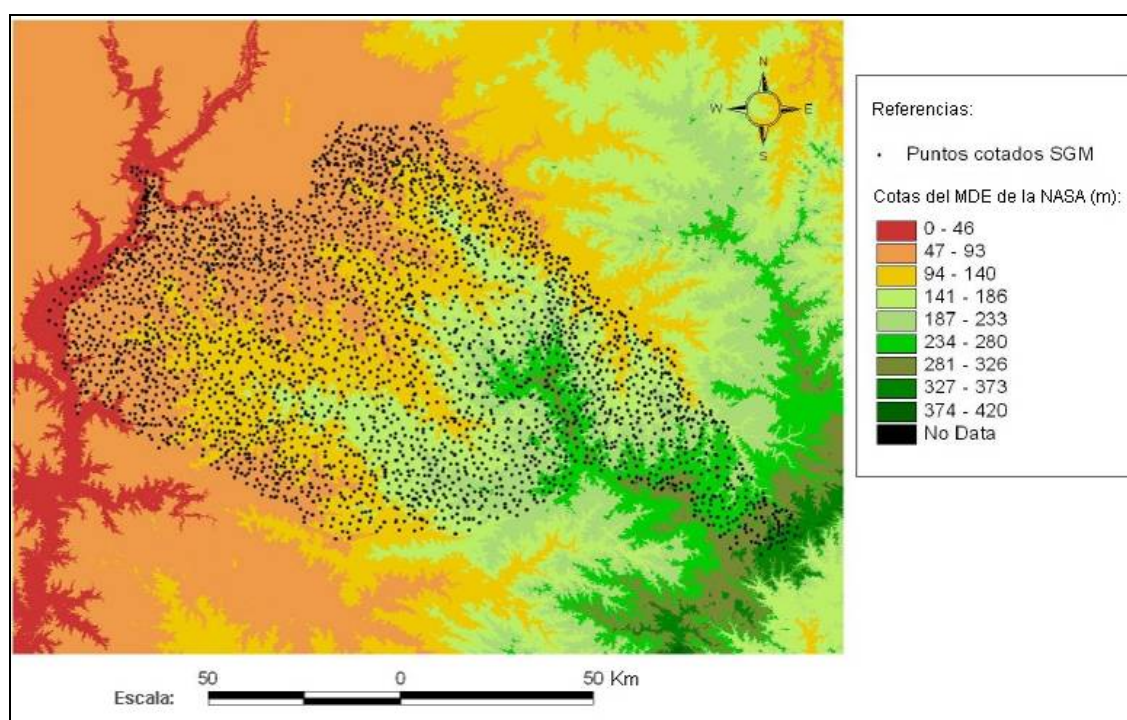 N
W E
S
Referencias:
Puntos cotados SGM
Cotas del MDE de la NASA (m):
0 - 46
47 - 93
94 - 140
141 - 186
187 - 233
234 - 280
281 - 326
327 - 373
374 - 420
No Data
50 0 50 Km
Escala: